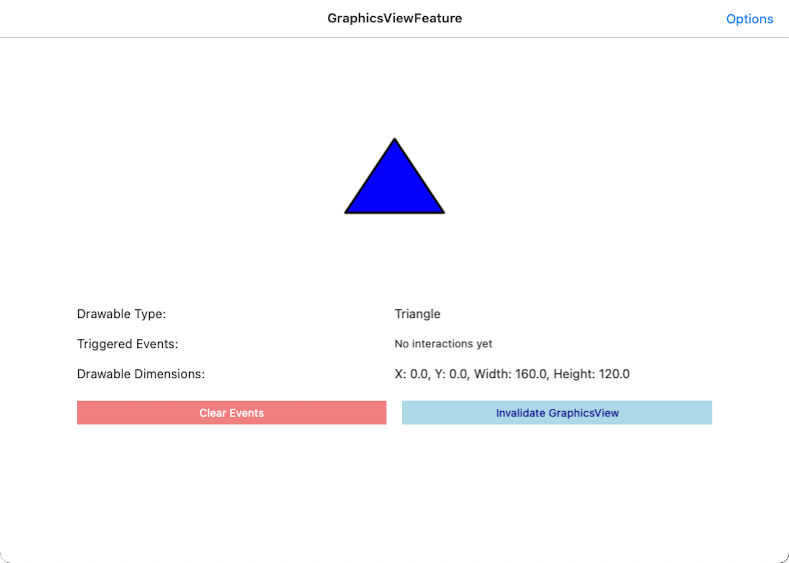 GraphicsViewFeature
Options
Drawable Type: Triangle
Triggered Events: No interactions yet
Drawable Dimensions: X: 0.0, Y: 0.0, Width: 160.0, Height: 120.0
Clear Events
Invalidate GraphicsView